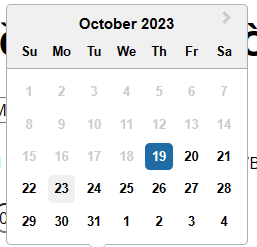 October 2023
Su Mo Tu We Th Fr Sa
1 2 3 4 5 6 7
8 9 10 11 12 13 14
15 16 17 18 19 20 21
22 23 24 25 26 27 28
29 30 31 1 2 3 4